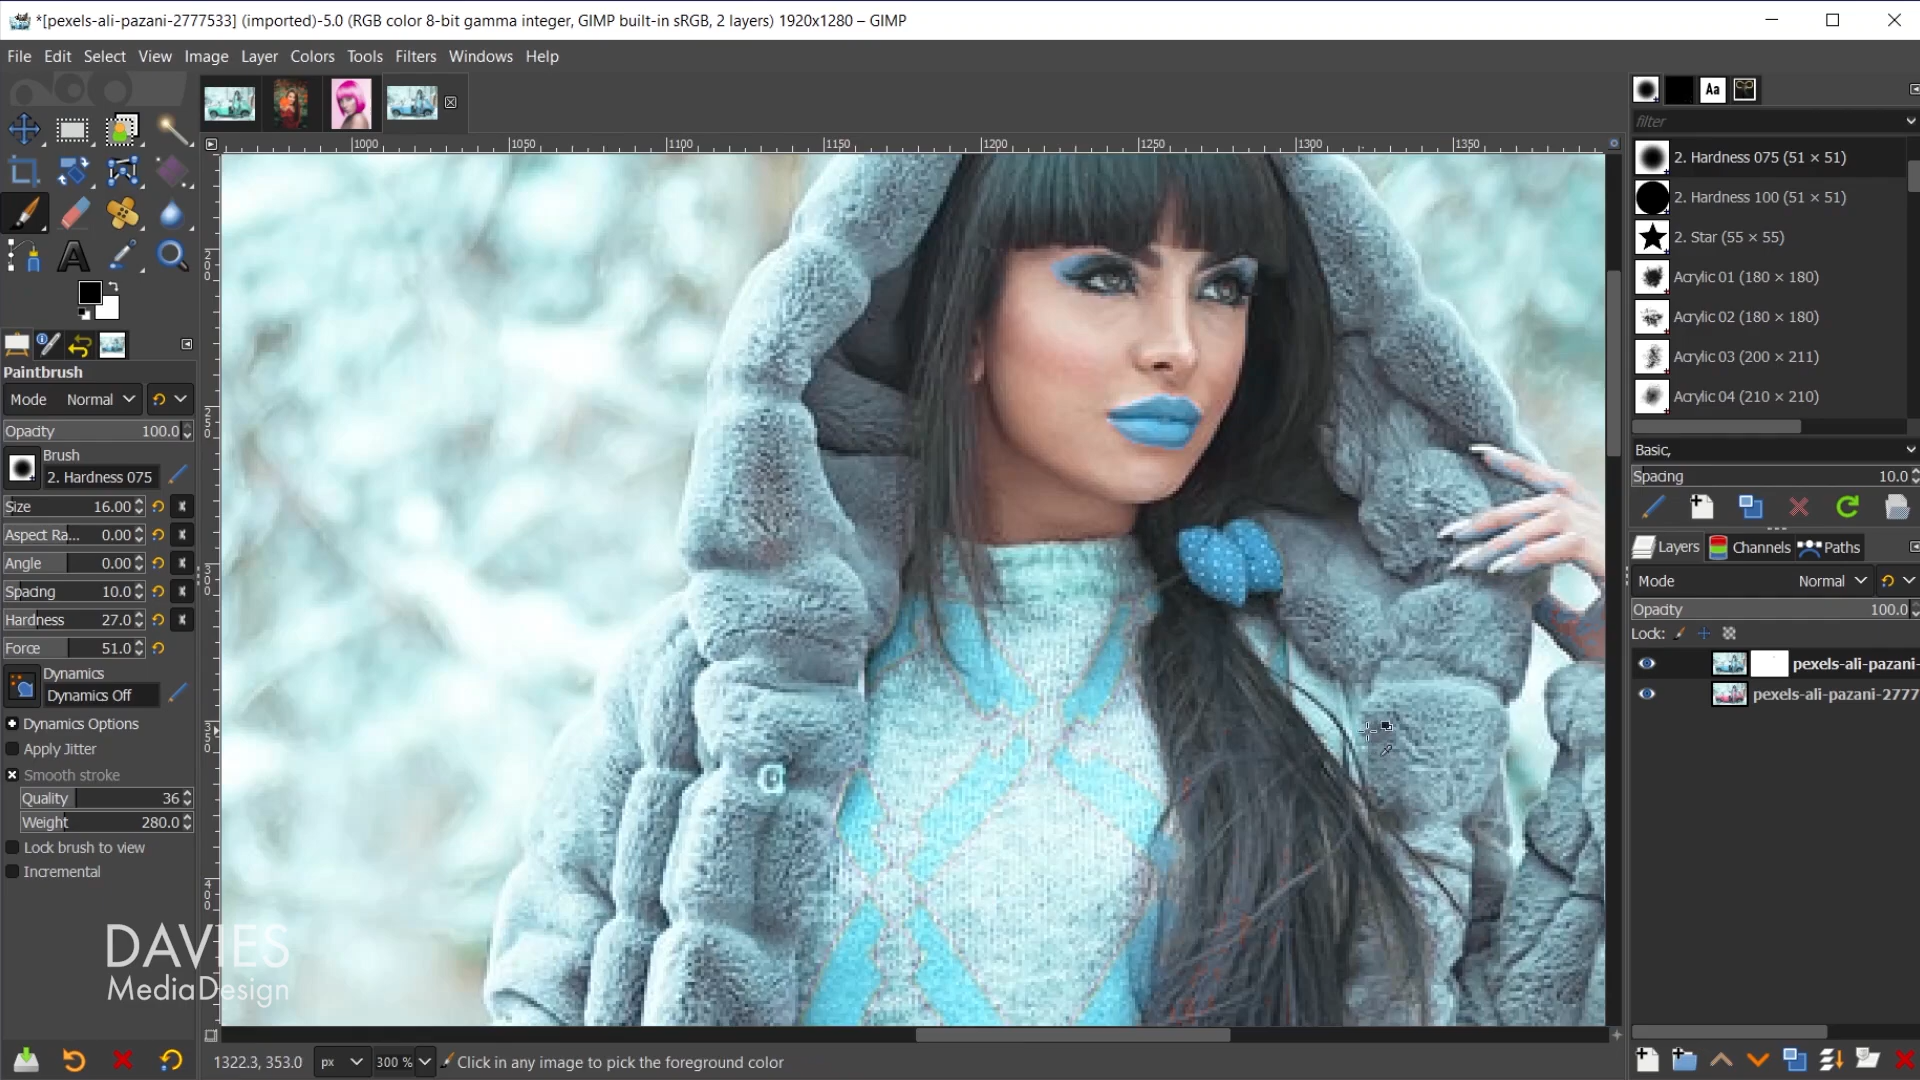 *[pexels-ali-pazani-2777533] (imported)-5.0 (RGB color 8-bit gamma integer, GIMP built-in sRGB, 2 layers) 1920x1280 – GIMP
File Edit Select View Image Layer Colors Tools Filters Windows Help
1000 1050 1100 1150 1200 1250 1300 1350
200
250
300
350
400
Paintbrush
Mode Normal
Opacity 100.0
Brush
2. Hardness 075
Size 16.00
Aspect Ra... 0.00
Angle 0.00
Spacing 10.0
Hardness 27.0
Force 51.0
Dynamics
Dynamics Off
Dynamics Options
Apply Jitter
Smooth stroke
Quality 36
Weight 280.0
Lock brush to view
Incremental
DAVIES
MediaDesign
1322.3, 353.0 px 300 % Click in any image to pick the foreground color
Aa
filter
2. Hardness 075 (51 × 51)
2. Hardness 100 (51 × 51)
2. Star (55 × 55)
Acrylic 01 (180 × 180)
Acrylic 02 (180 × 180)
Acrylic 03 (200 × 211)
Acrylic 04 (210 × 210)
Basic,
Spacing 10.0
Layers Channels Paths
Mode Normal
Opacity 100.0
Lock:
pexels-ali-pazani-
pexels-ali-pazani-2777